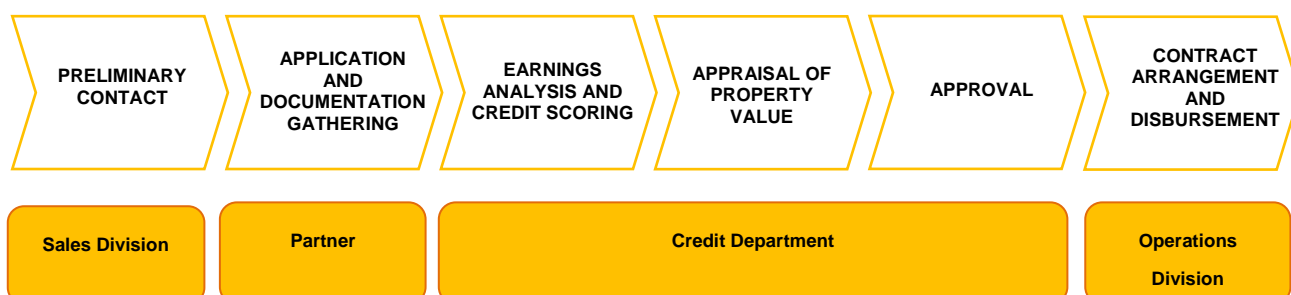 PRELIMINARY
CONTACT
APPLICATION
AND
DOCUMENTATION
GATHERING
EARNINGS
ANALYSIS AND
CREDIT SCORING
APPRAISAL OF
PROPERTY
VALUE
APPROVAL
CONTRACT
ARRANGEMENT
AND
DISBURSEMENT
Sales Division
Partner
Credit Department
Operations
Division